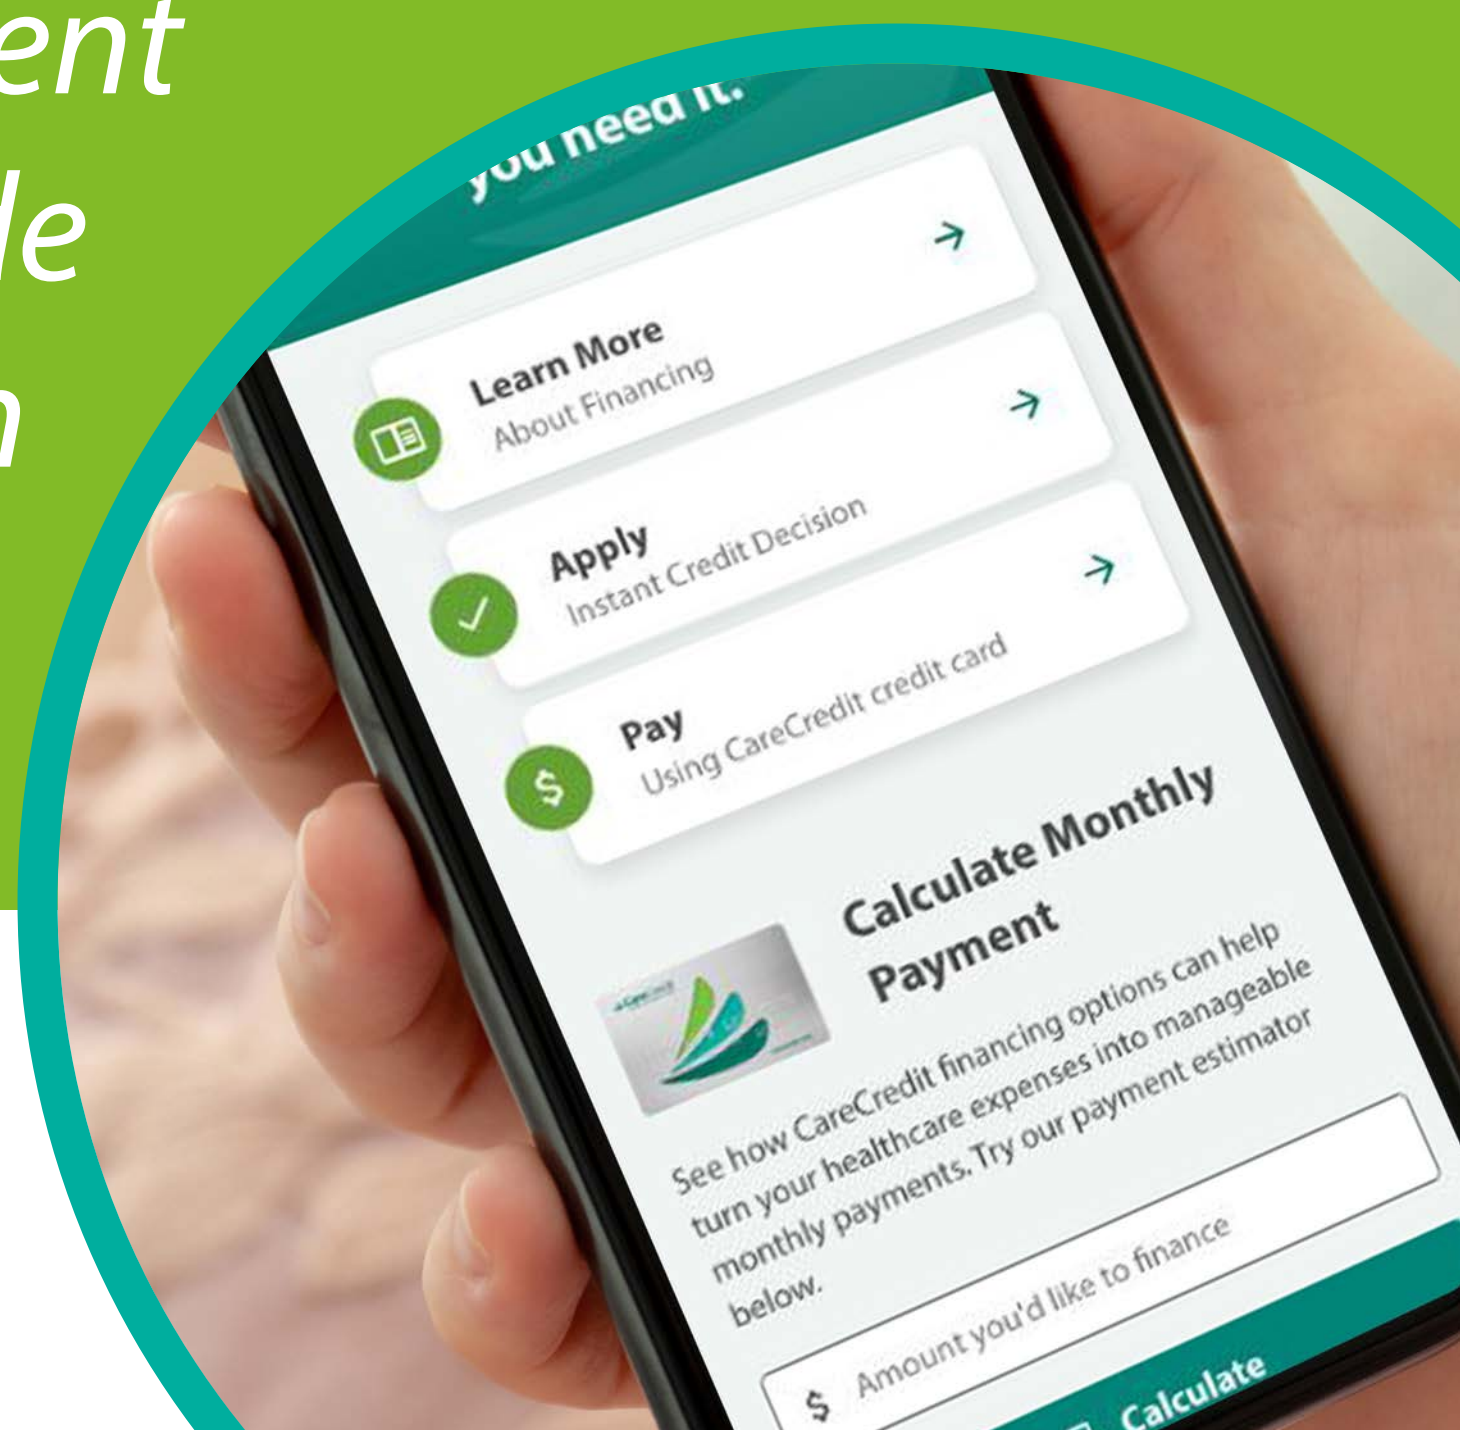 ent
le
n
you need it.
Learn More
About Financing
Apply
Instant Credit Decision
Pay
Using CareCredit credit card
Calculate Monthly
Payment
CareCredit
See how CareCredit financing options can help
turn your healthcare expenses into manageable
monthly payments. Try our payment estimator
below.
$ Amount you'd like to finance
Calculate